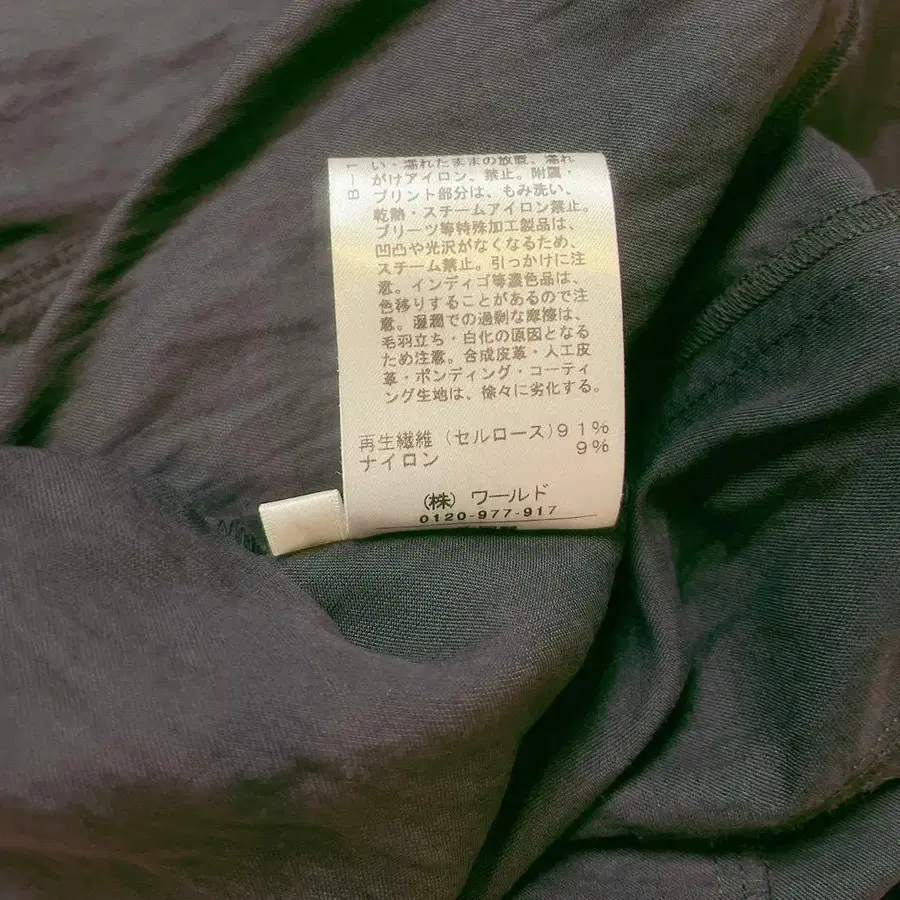 B-1
い・濡れたままの放置、濡れ
がけアイロン、禁止。附属・
プリント部分は、もみ洗い、
乾熱・スチームアイロン禁止。
プリーツ等特殊加工製品は、
凹凸や光沢がなくなるため、
スチーム禁止。引っかけに注
意。インディゴ等濃色品は、
色移りすることがあるので注
意。湿潤での過剰な摩擦は、
毛羽立ち・白化の原因となる
ため注意。合成皮革・人工皮
革・ボンディング・コーティ
ング生地は、徐々に劣化する。
再生繊維(セルロース)91%
ナイロン 9%
(株) ワールド
0120-977-917